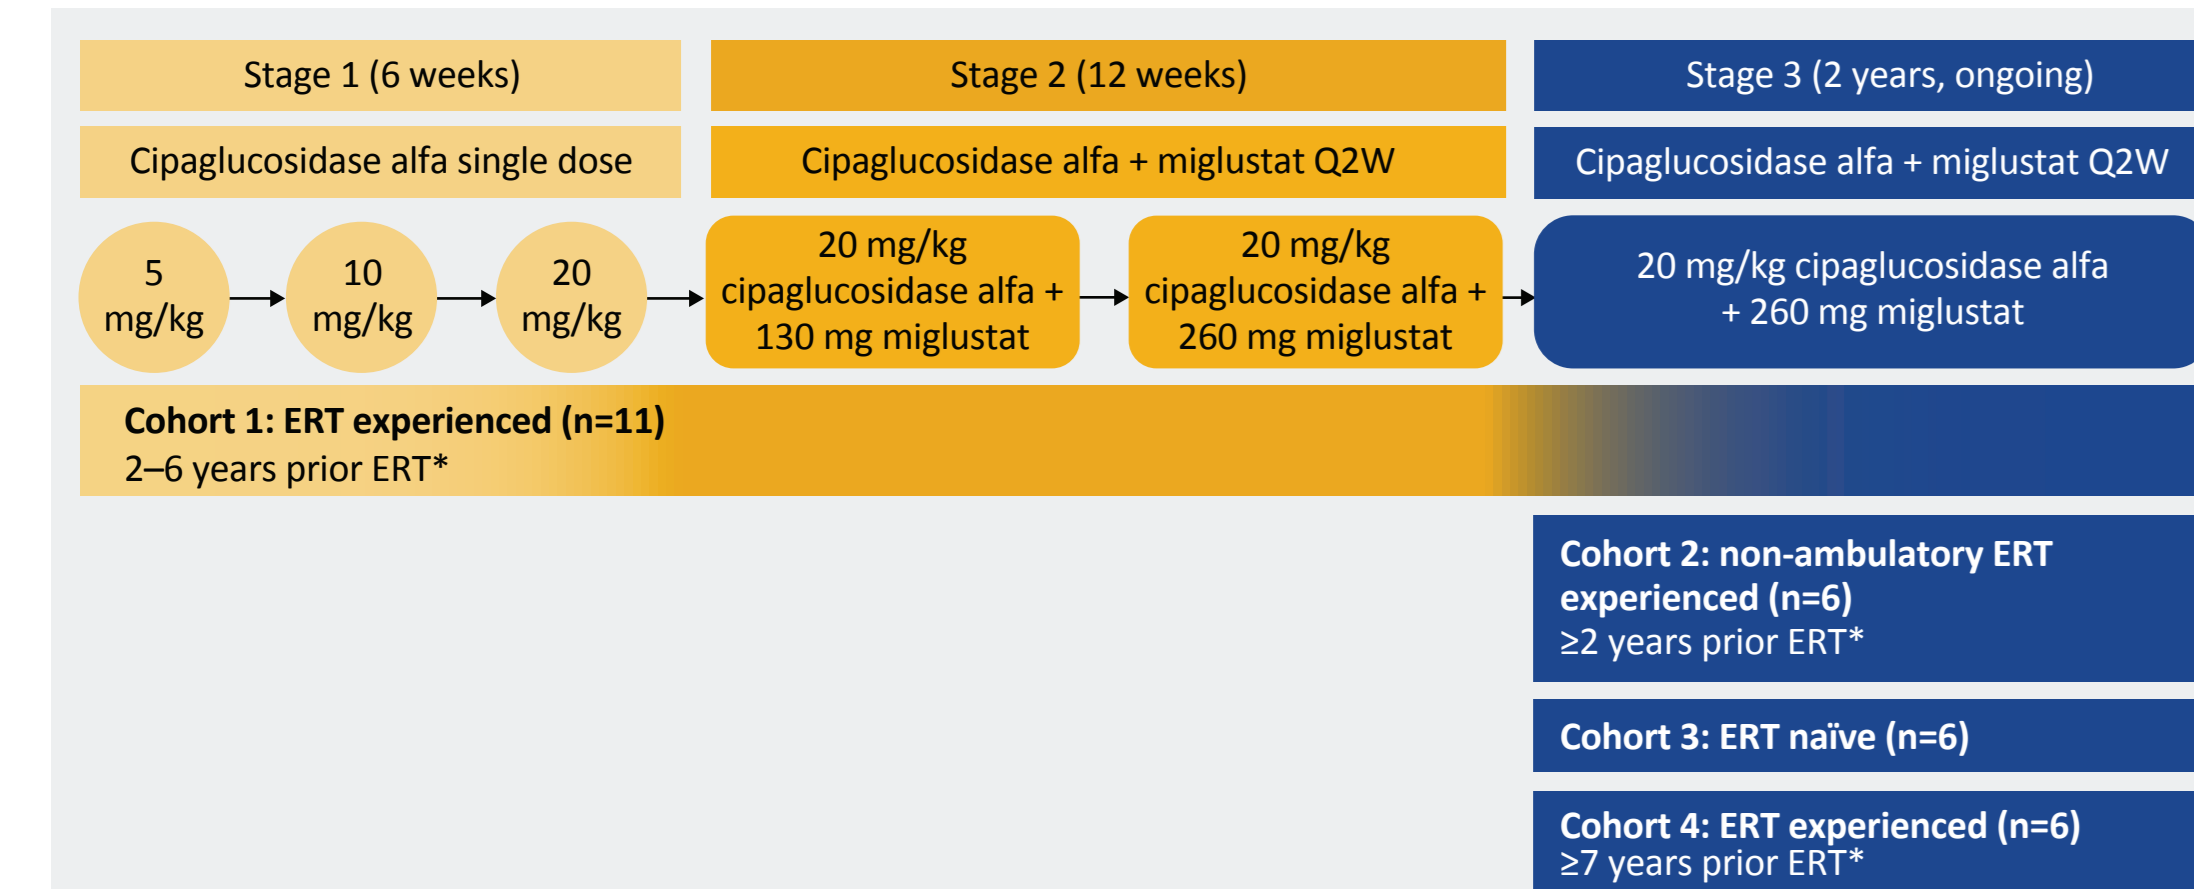 Stage 1 (6 weeks)
Stage 2 (12 weeks)
Stage 3 (2 years, ongoing)
Cipaglucosidase alfa single dose
Cipaglucosidase alfa + miglustat Q2W
Cipaglucosidase alfa + miglustat Q2W
5
mg/kg
10
mg/kg
20
mg/kg
20 mg/kg
cipaglucosidase alfa +
130 mg miglustat
20 mg/kg
cipaglucosidase alfa +
260 mg miglustat
20 mg/kg cipaglucosidase alfa
+ 260 mg miglustat
Cohort 1: ERT experienced (n=11)
2–6 years prior ERT*
Cohort 2: non-ambulatory ERT
experienced (n=6)
≥2 years prior ERT*
Cohort 3: ERT naïve (n=6)
Cohort 4: ERT experienced (n=6)
≥7 years prior ERT*